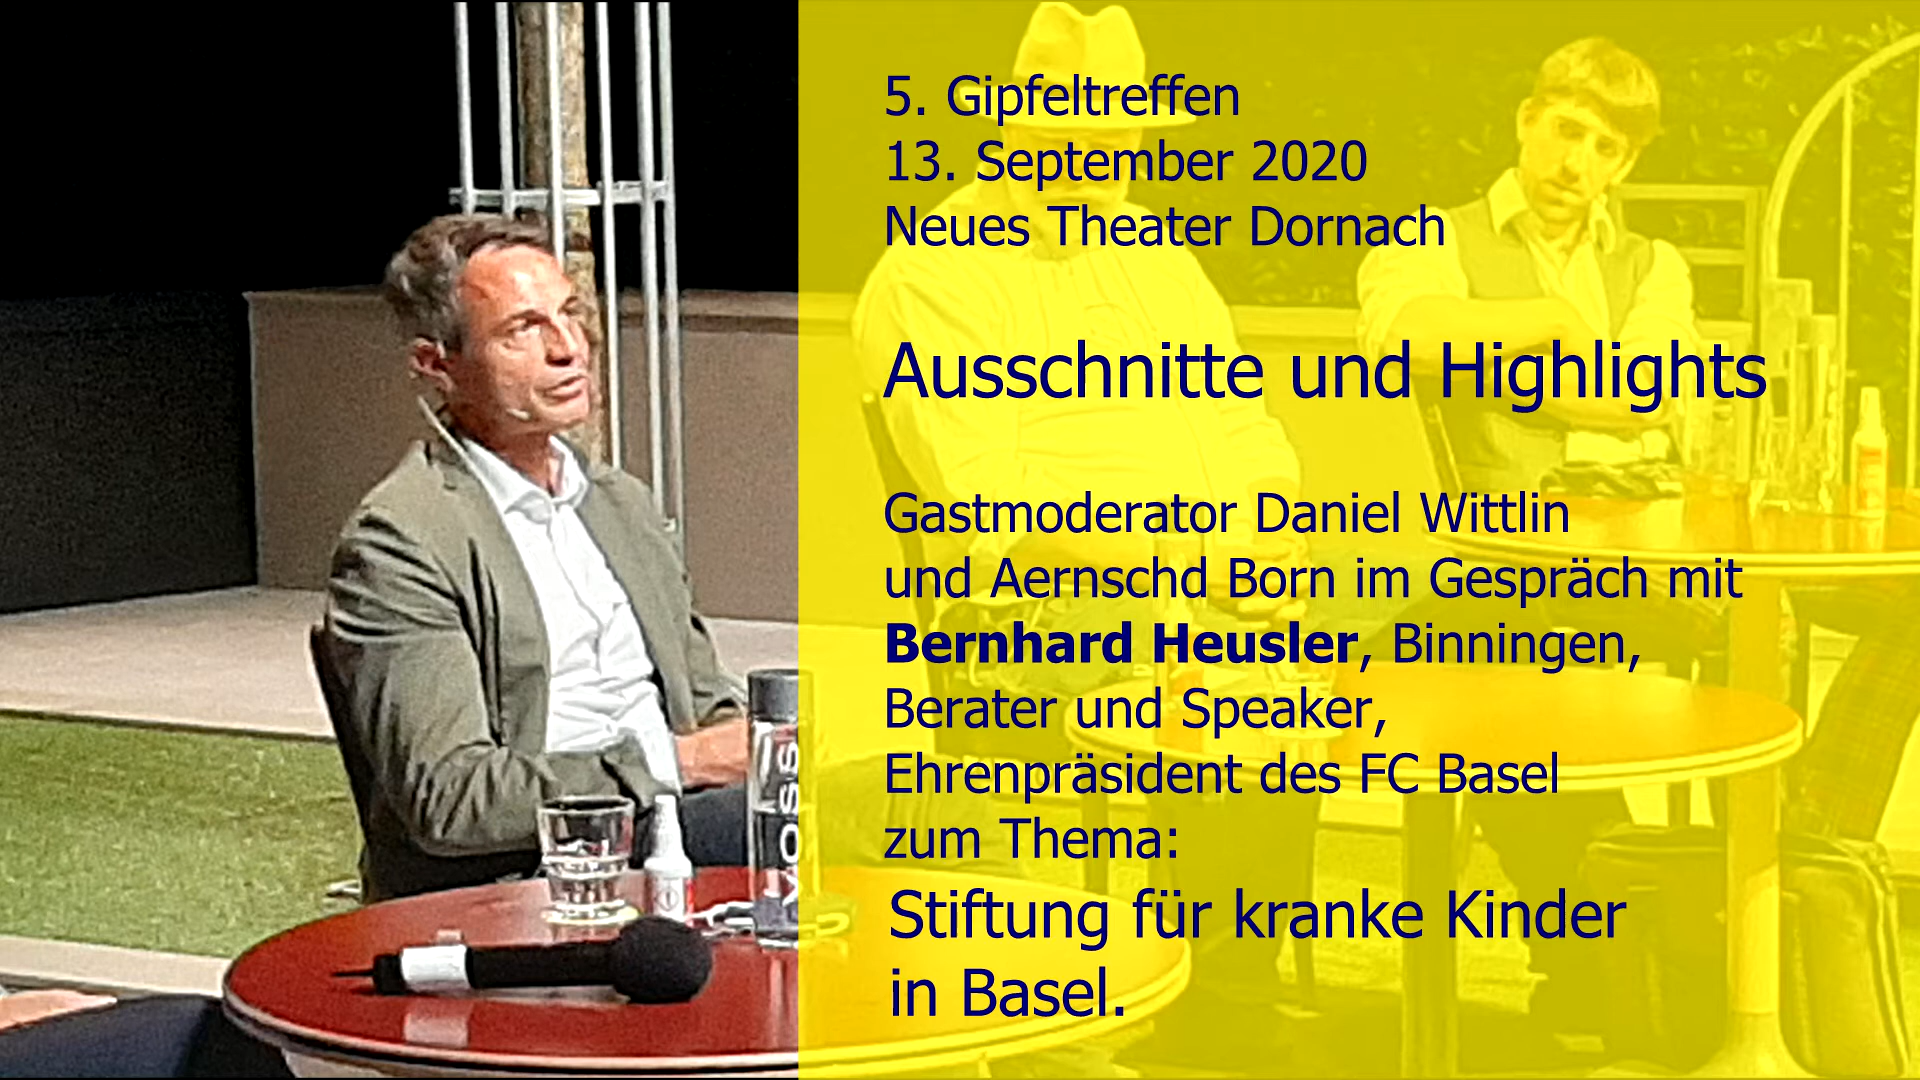 5. Gipfeltreffen
13. September 2020
Neues Theater Dornach
Ausschnitte und Highlights
Gastmoderator Daniel Wittlin
und Aernschd Born im Gespräch mit
Bernhard Heusler, Binningen,
Berater und Speaker,
Ehrenpräsident des FC Basel
zum Thema:
Stiftung für kranke Kinder
in Basel.
VOSS